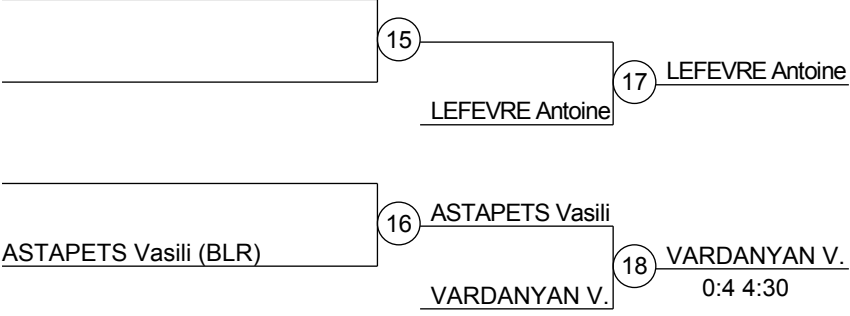 15
17 LEFEVRE Antoine
LEFEVRE Antoine
16 ASTAPETS Vasili
ASTAPETS Vasili (BLR)
18 VARDANYAN V.
0:4 4:30
VARDANYAN V.